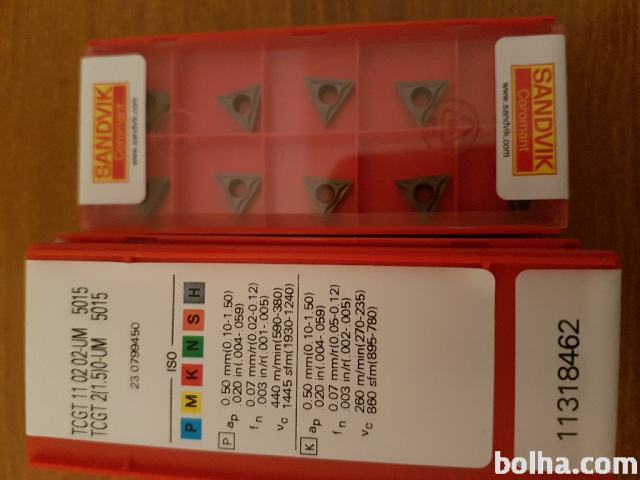 SANDVIK
Coromant
www.sandvik.com
SANDVIK
Coromant
www.sandvik.com
TCGT 11 02 02-UM 5015
TCGT 2(1.5)0-UM 5015
23 0799450
ISO
P M K N S H
P ap 0.50 mm(0.10-1.50)
.020 in(.004-.059)
fn 0.07 mm/r(0.02-0.12)
.003 in/r(.001-.005)
vc 440 m/min(590-380)
1445 sfm(1930-1240)
K ap 0.50 mm(0.10-1.50)
.020 in(.004-.059)
fn 0.07 mm/r(0.05-0.12)
.003 in/r(.002-.005)
vc 260 m/min(270-235)
860 sfm(895-760)
11318462
bolha.com